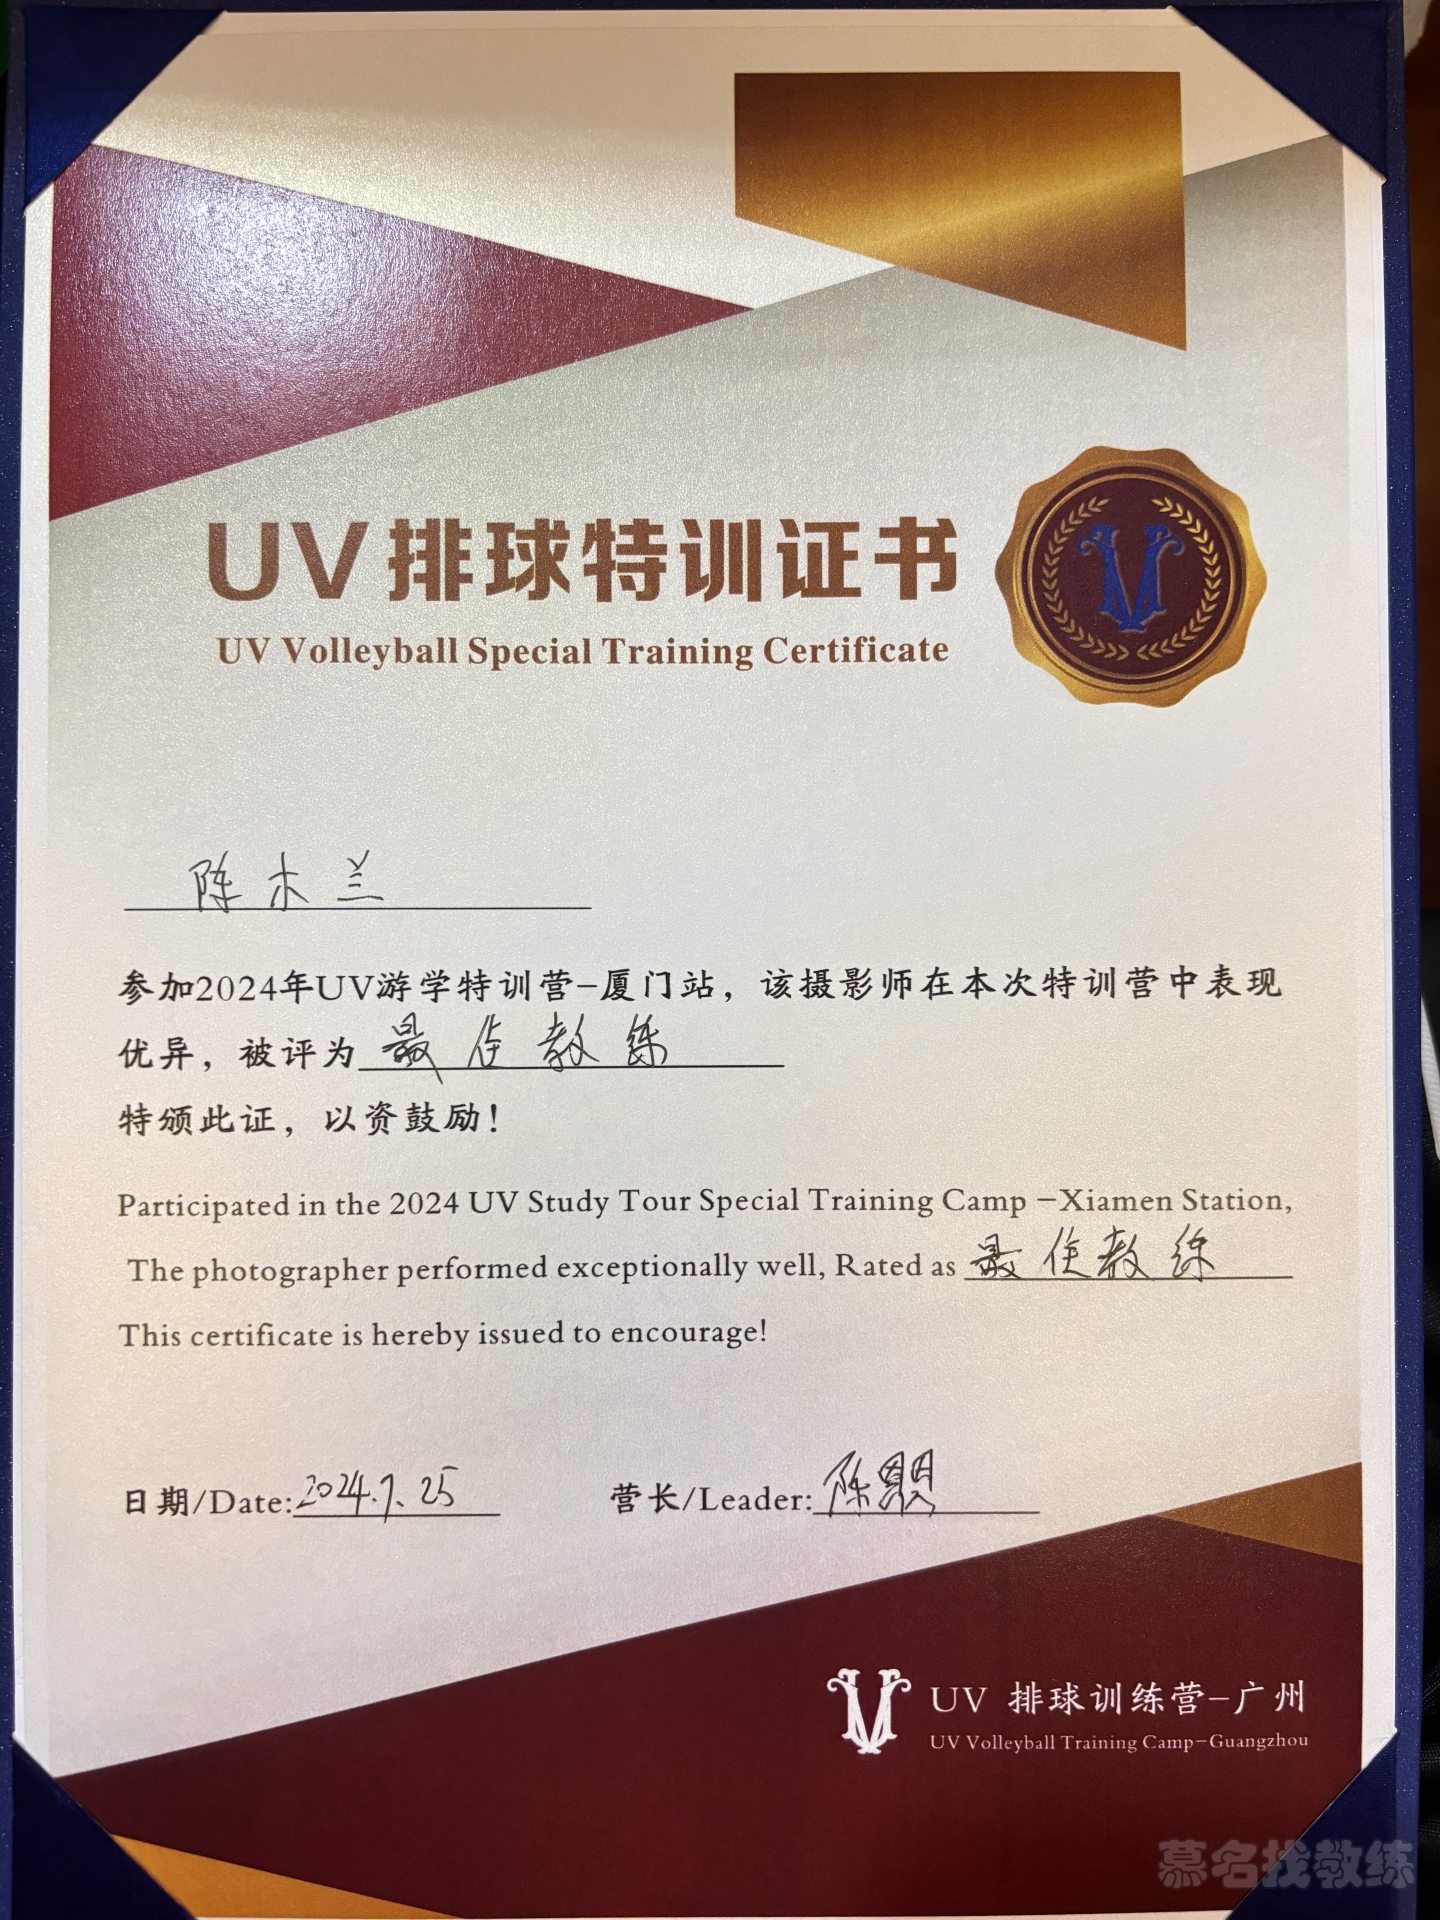 UV排球特训证书
UV Volleyball Special Training Certificate
陈木兰
参加2024年UV游学特训营-厦门站，该摄影师在本次特训营中表现
优异，被评为 最佳教练
特颁此证，以资鼓励！
Participated in the 2024 UV Study Tour Special Training Camp -Xiamen Station,
The photographer performed exceptionally well, Rated as 最佳教练
This certificate is hereby issued to encourage!
日期/Date: 2024.7.25 营长/Leader: 陈
UV 排球训练营-广州
UV Volleyball Training Camp-Guangzhou
慕名找教练